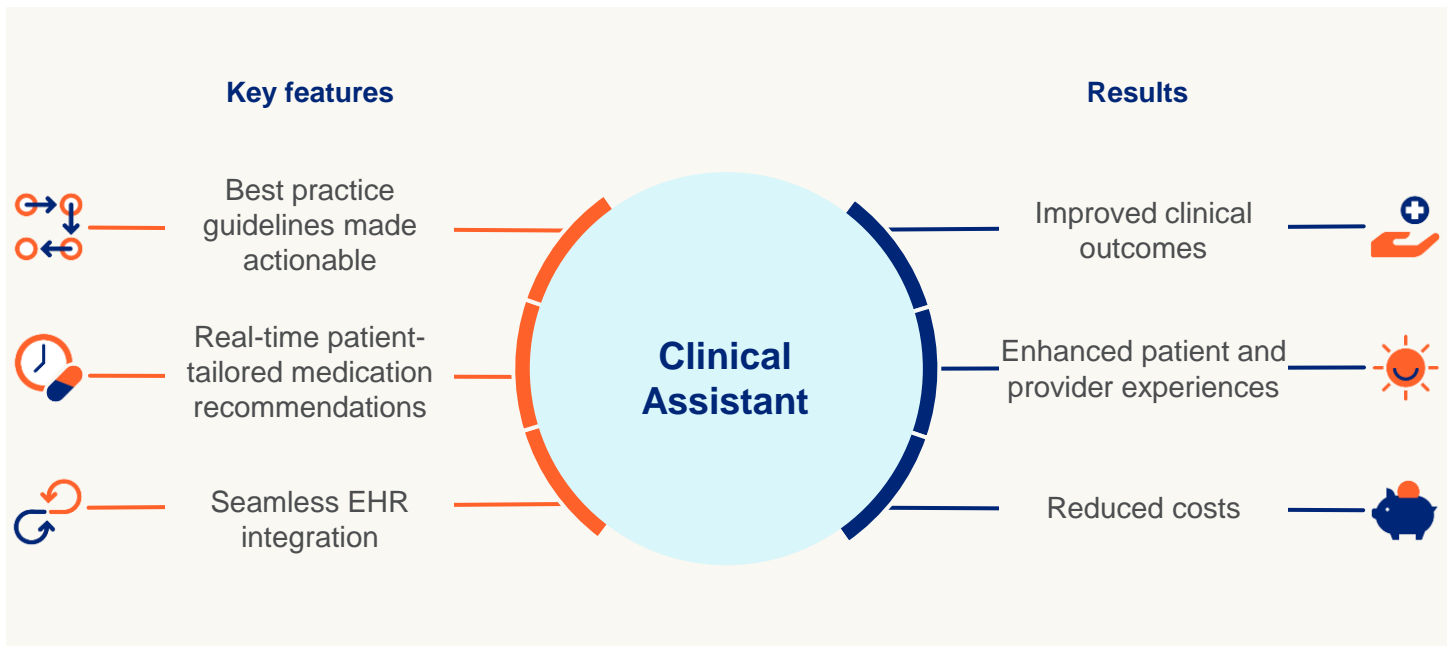 Key features
Best practice
guidelines made
actionable
Real-time patient-
tailored medication
recommendations
Seamless EHR
integration
Clinical
Assistant
Results
Improved clinical
outcomes
Enhanced patient and
provider experiences
Reduced costs